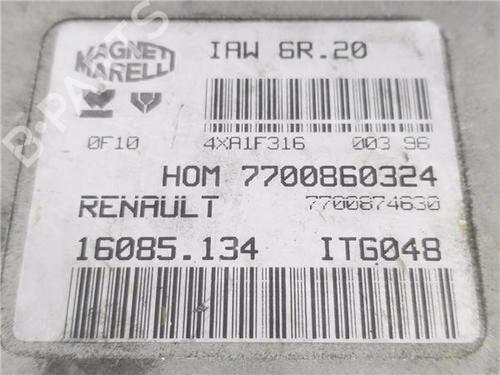 MAGNETI MARELLI
IAW 6R.20
0F10 4XA1F316 003 96
HOM 7700860324
RENAULT 7700874630
16085.134 ITG048
B-PARTS